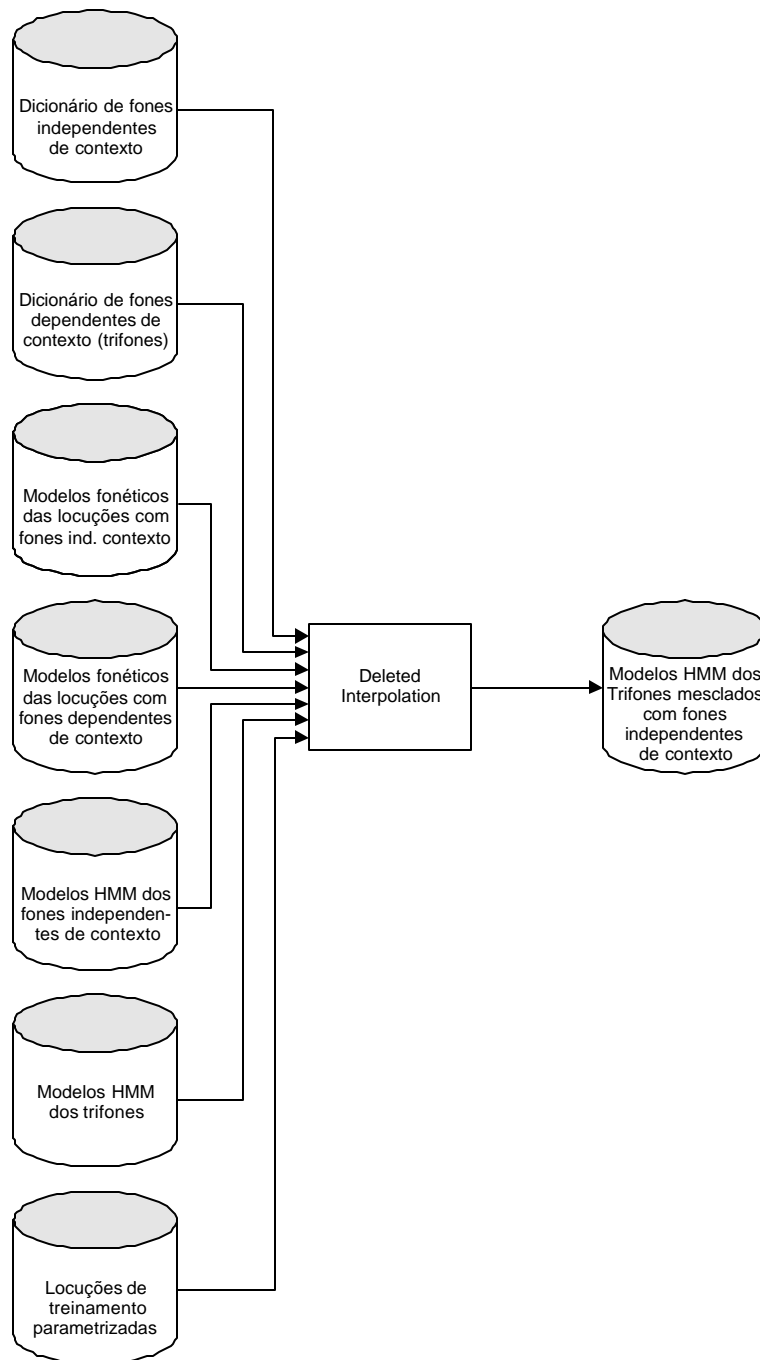 Dicionário de fones
independentes
de contexto
Dicionário de fones
dependentes de
contexto (trifones)
Modelos fonéticos
das locuções com
fones ind. contexto
Modelos fonéticos
das locuções com
fones dependentes
de contexto
Modelos HMM dos
fones independen-
tes de contexto
Modelos HMM
dos trifones
Locuções de
treinamento
parametrizadas
Deleted
Interpolation
Modelos HMM dos
Trifones mesclados
com fones
independentes
de contexto